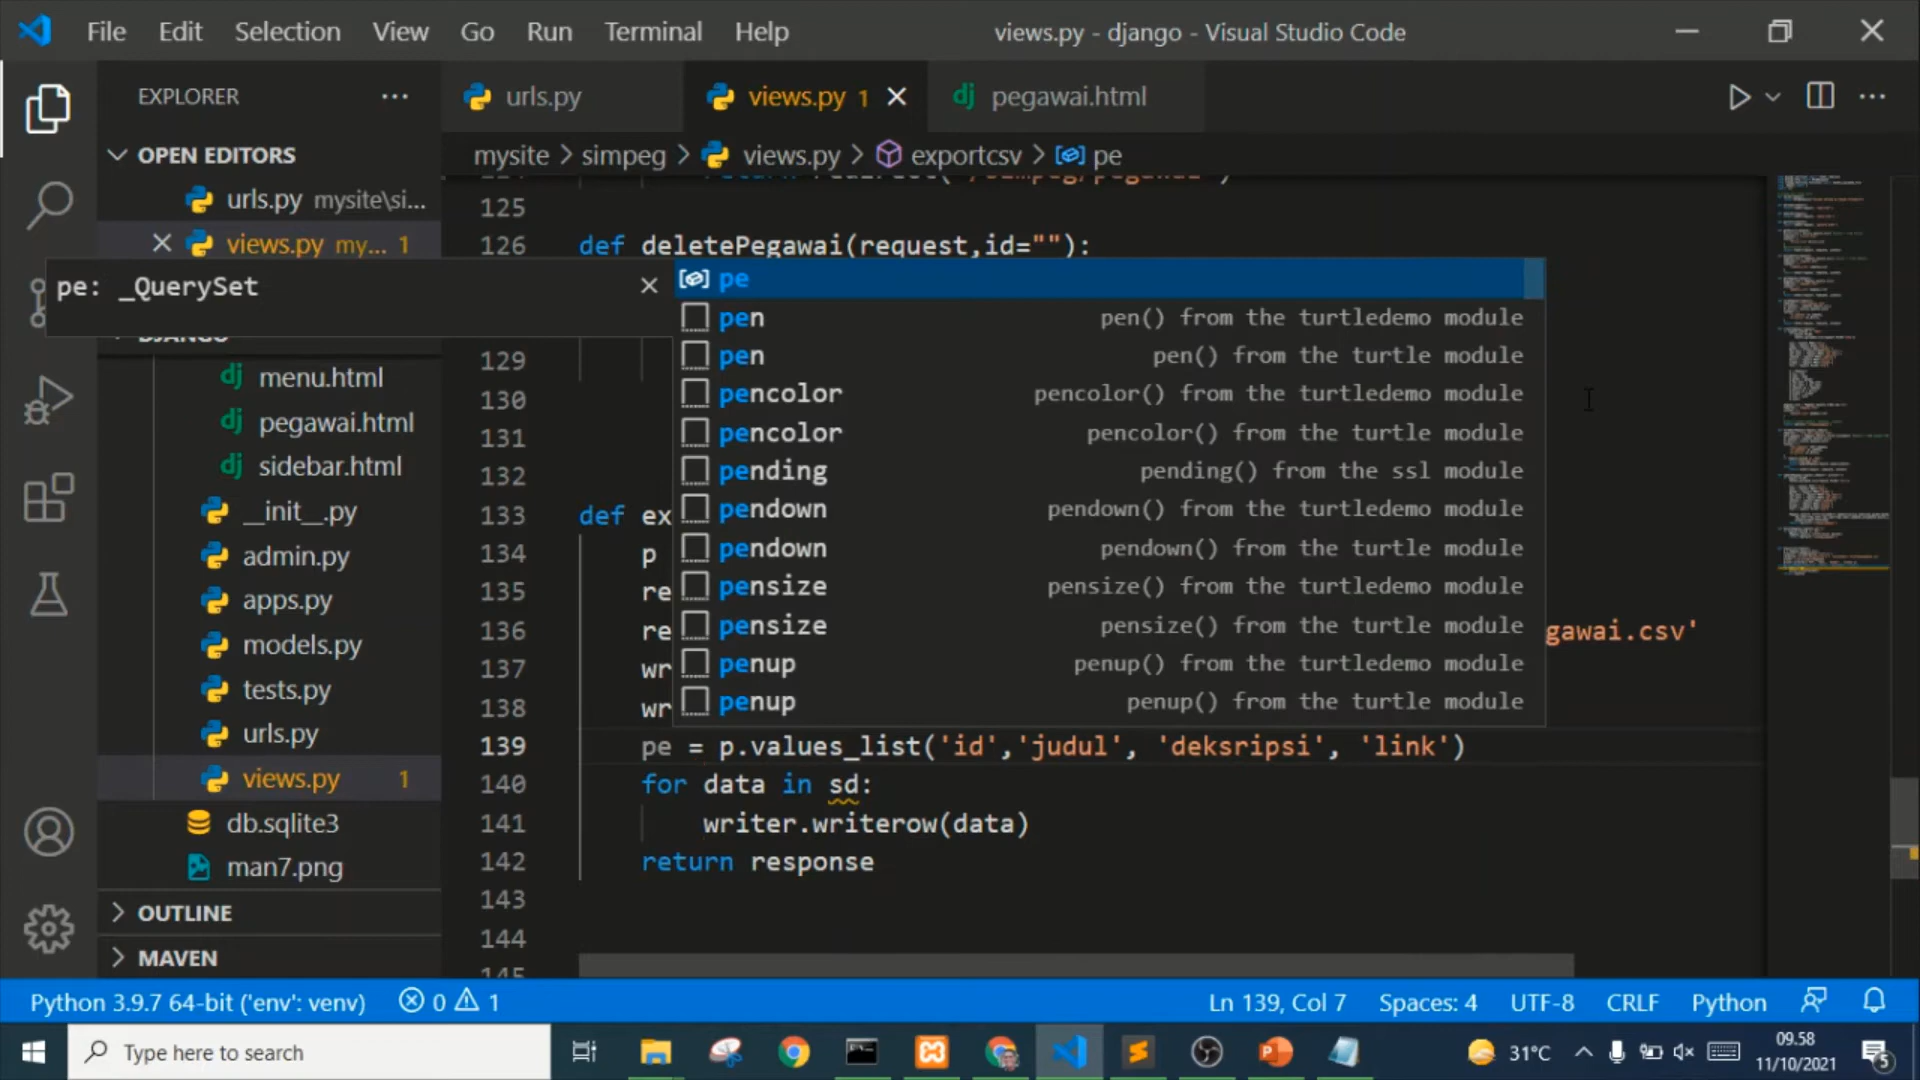 File Edit Selection View Go Run Terminal Help
views.py - django - Visual Studio Code
EXPLORER
urls.py
views.py 1
pegawai.html
OPEN EDITORS
mysite > simpeg > views.py > exportcsv > pe
urls.py mysite\si...
views.py my... 1
125
126 def deletePegawai(request,id=""):
pe: _QuerySet
pe
pen pen() from the turtledemo module
pen pen() from the turtle module
pencolor pencolor() from the turtledemo module
pencolor pencolor() from the turtle module
pending pending() from the ssl module
pendown pendown() from the turtledemo module
pendown pendown() from the turtle module
pensize pensize() from the turtledemo module
pensize pensize() from the turtle module
penup penup() from the turtledemo module
penup penup() from the turtle module
menu.html
pegawai.html
sidebar.html
__init__.py
admin.py
apps.py
models.py
tests.py
urls.py
views.py 1
db.sqlite3
man7.png
OUTLINE
MAVEN
129
130
131
132
133 def ex
134 p
135 re
136 re gawai.csv'
137 wr
138 wr
139 pe = p.values_list('id','judul', 'deksripsi', 'link')
140 for data in sd:
141 writer.writerow(data)
142 return response
143
144
Python 3.9.7 64-bit ('env': venv) 0 1
Ln 139, Col 7 Spaces: 4 UTF-8 CRLF Python
Type here to search
31°C
09.58
11/10/2021
5